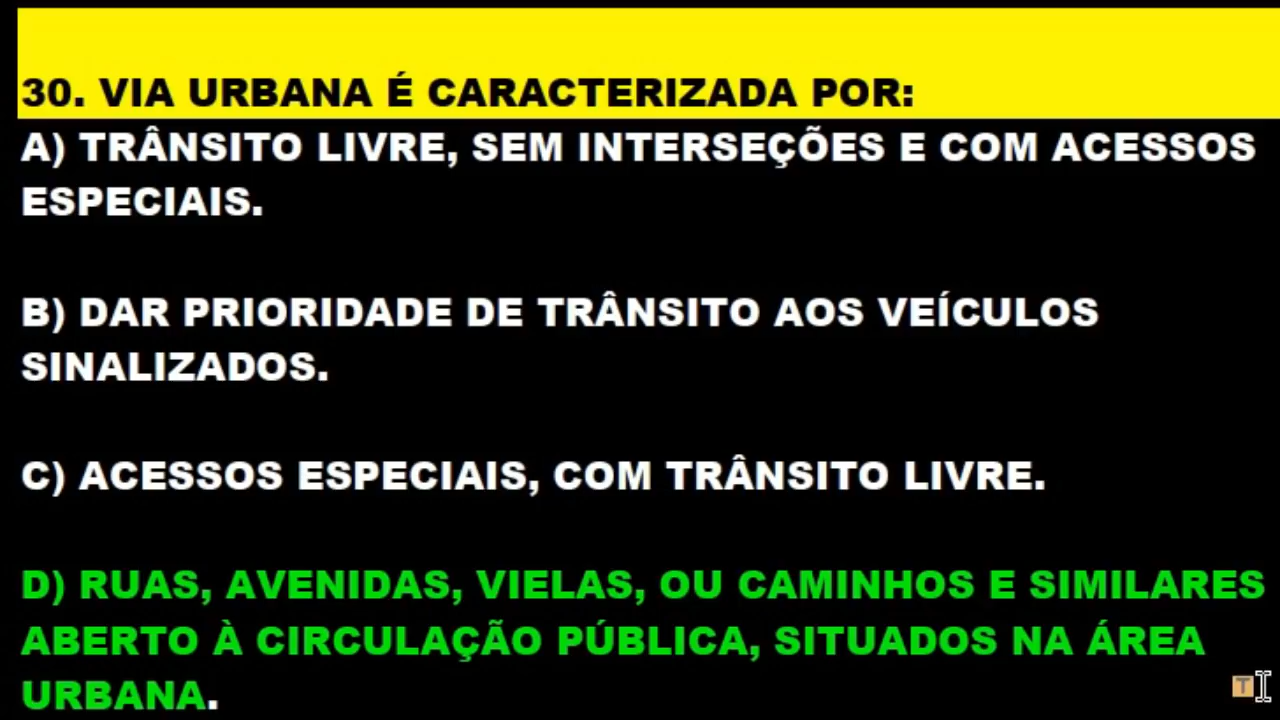 30. VIA URBANA É CARACTERIZADA POR:
A) TRÂNSITO LIVRE, SEM INTERSEÇÕES E COM ACESSOS
ESPECIAIS.
B) DAR PRIORIDADE DE TRÂNSITO AOS VEÍCULOS
SINALIZADOS.
C) ACESSOS ESPECIAIS, COM TRÂNSITO LIVRE.
D) RUAS, AVENIDAS, VIELAS, OU CAMINHOS E SIMILARES
ABERTO À CIRCULAÇÃO PÚBLICA, SITUADOS NA ÁREA
URBANA.
T